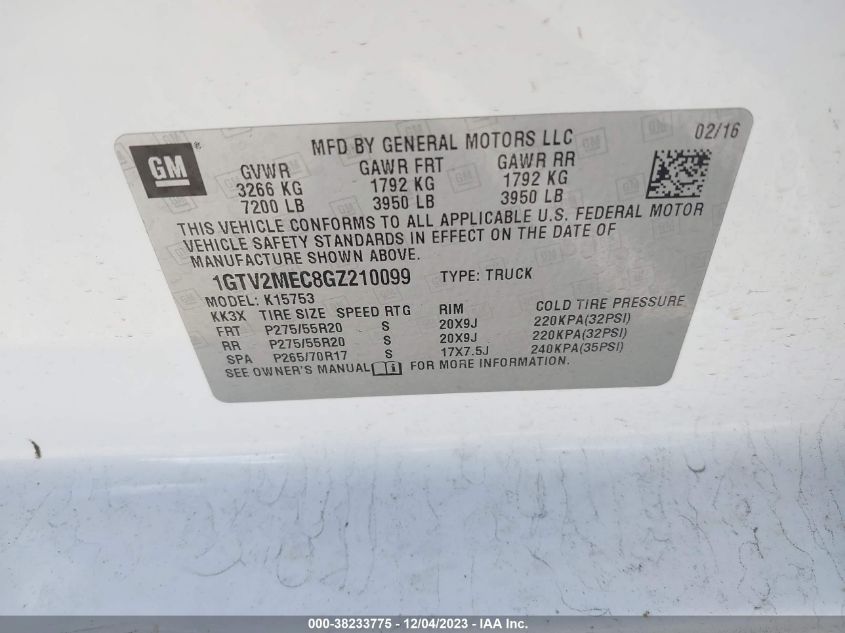 GM
MFD BY GENERAL MOTORS LLC
02/16
GVWR GAWR FRT GAWR RR
3266 KG 1792 KG 1792 KG
7200 LB 3950 LB 3950 LB
THIS VEHICLE CONFORMS TO ALL APPLICABLE U.S. FEDERAL MOTOR
VEHICLE SAFETY STANDARDS IN EFFECT ON THE DATE OF
MANUFACTURE SHOWN ABOVE.
1GTV2MEC8GZ210099 TYPE: TRUCK
MODEL: K15753
KK3X TIRE SIZE SPEED RTG RIM COLD TIRE PRESSURE
FRT P275/55R20 S 20X9J 220KPA(32PSI)
RR P275/55R20 S 20X9J 220KPA(32PSI)
SPA P265/70R17 S 17X7.5J 240KPA(35PSI)
SEE OWNER'S MANUAL FOR MORE INFORMATION.
000-38233775 - 12/04/2023 - IAA Inc.